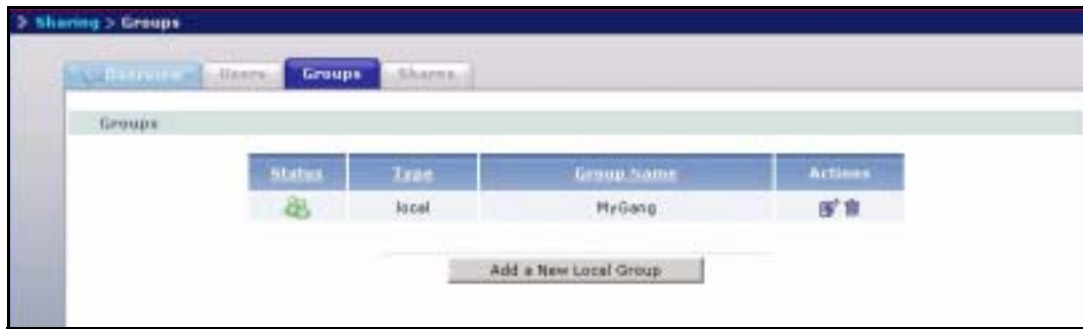 Sharing > Groups
Overview Users Groups Shares
Groups
Status Type Group Name Actions
local MyGang
Add a New Local Group